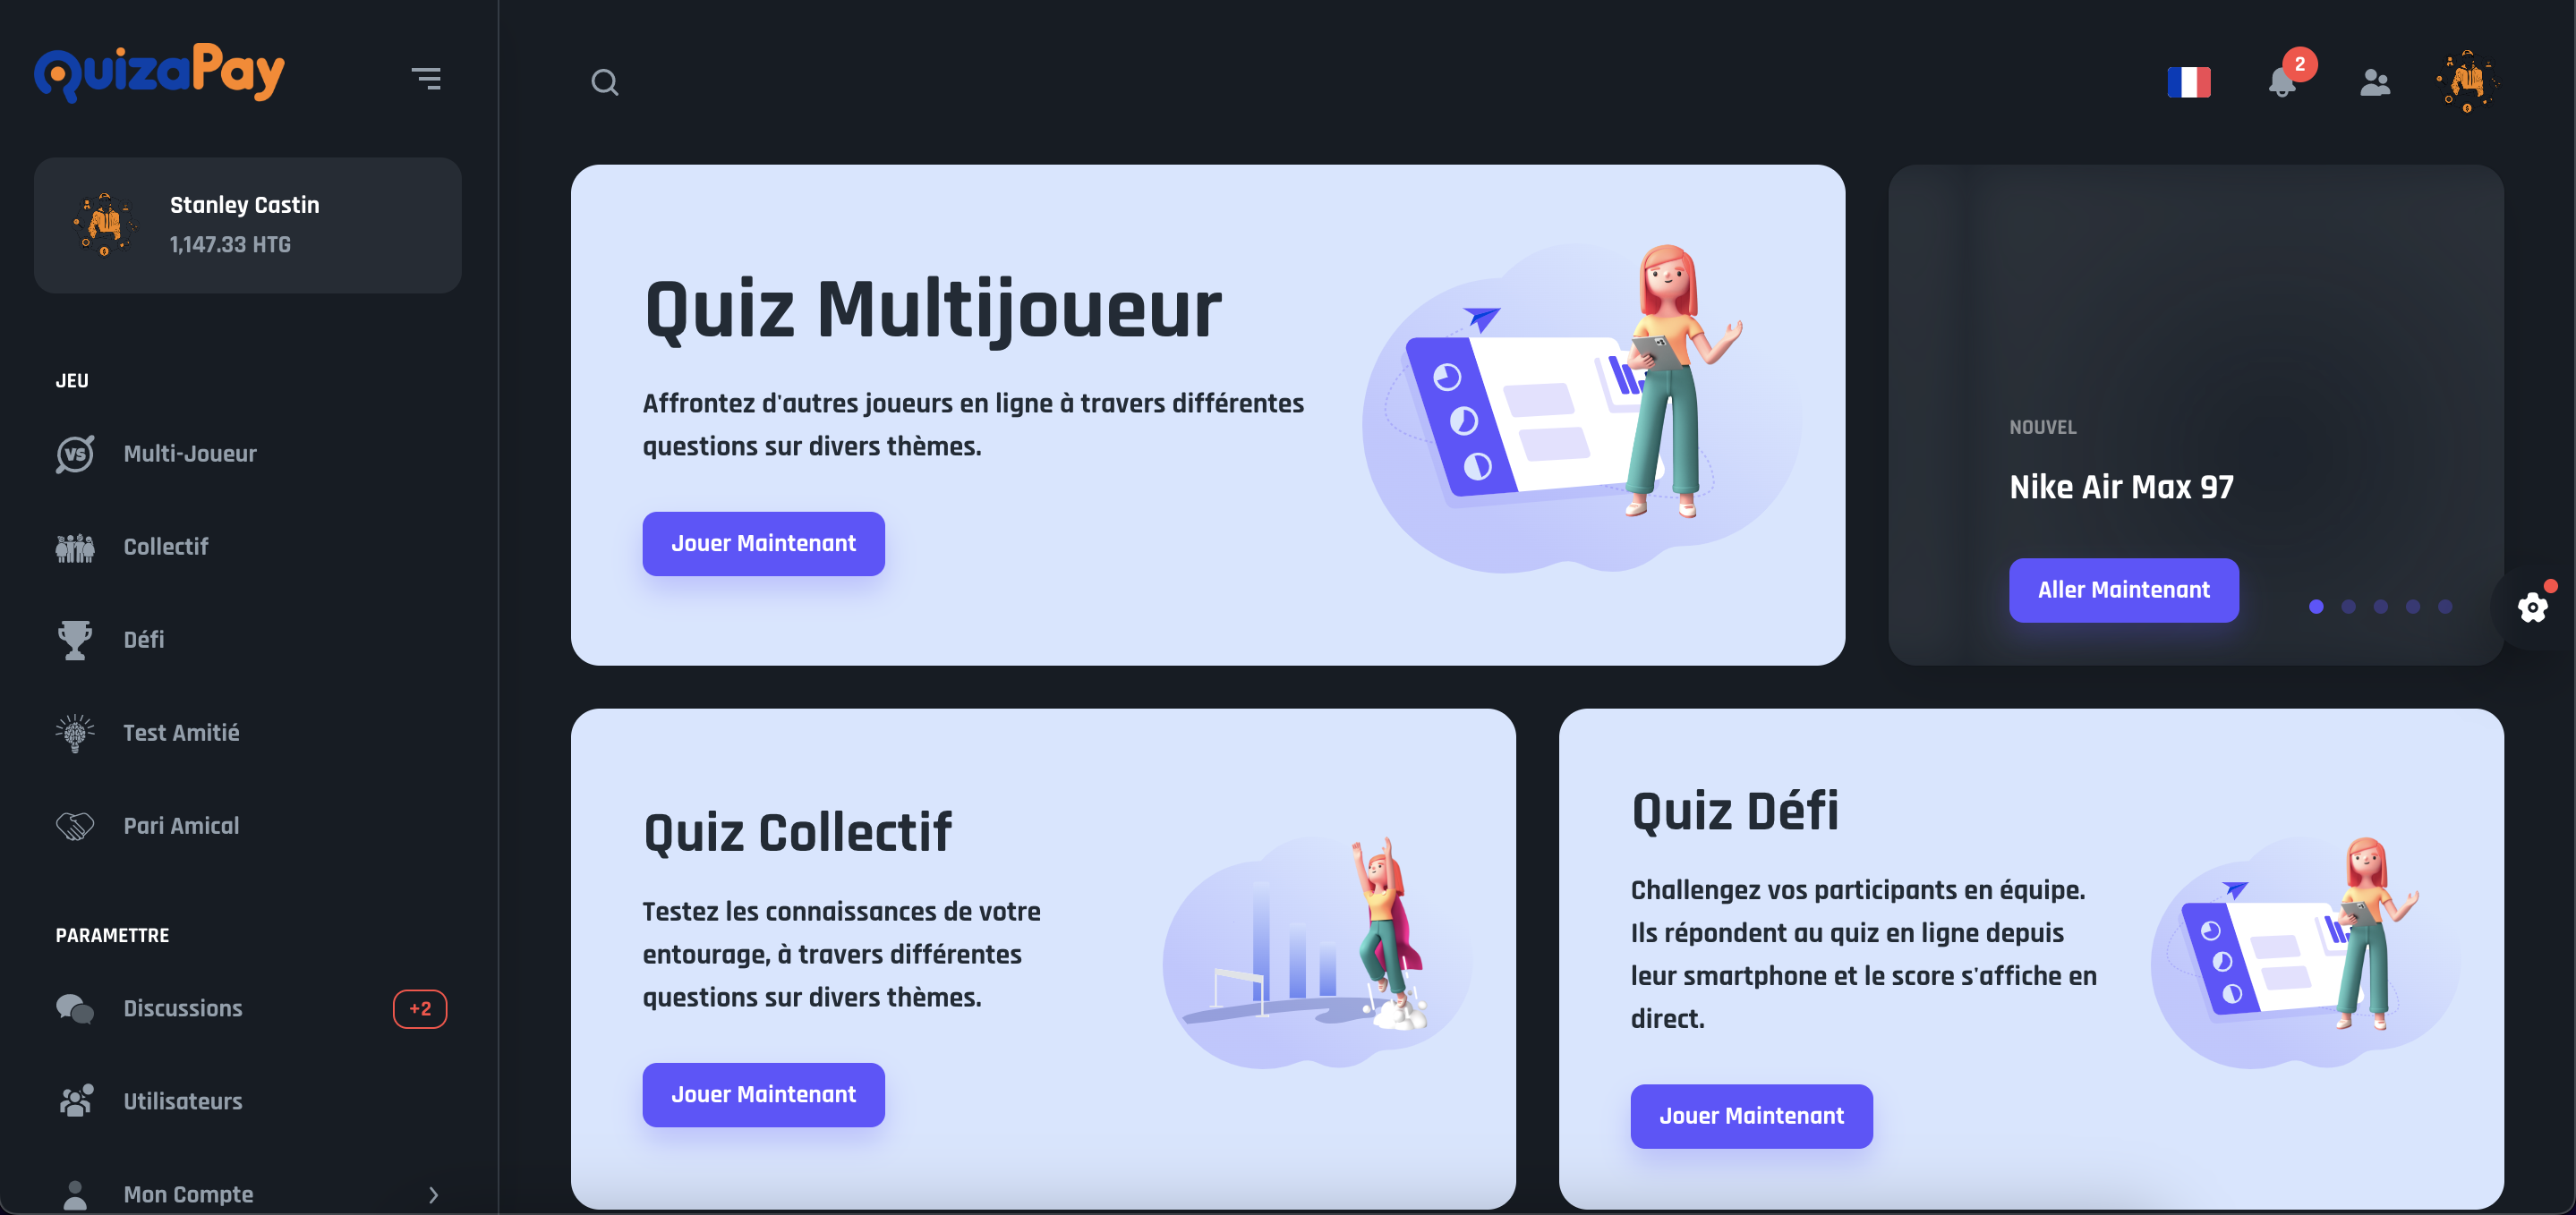 QuizaPay
2
Stanley Castin
1,147.33 HTG
JEU
VS
Multi-Joueur
Collectif
Défi
Test Amitié
Pari Amical
PARAMETTRE
Discussions
+2
Utilisateurs
Mon Compte
Quiz Multijoueur
Affrontez d'autres joueurs en ligne à travers différentes
questions sur divers thèmes.
Jouer Maintenant
NOUVEL
Nike Air Max 97
Aller Maintenant
Quiz Collectif
Testez les connaissances de votre
entourage, à travers différentes
questions sur divers thèmes.
Jouer Maintenant
Quiz Défi
Challengez vos participants en équipe.
Ils répondent au quiz en ligne depuis
leur smartphone et le score s'affiche en
direct.
Jouer Maintenant